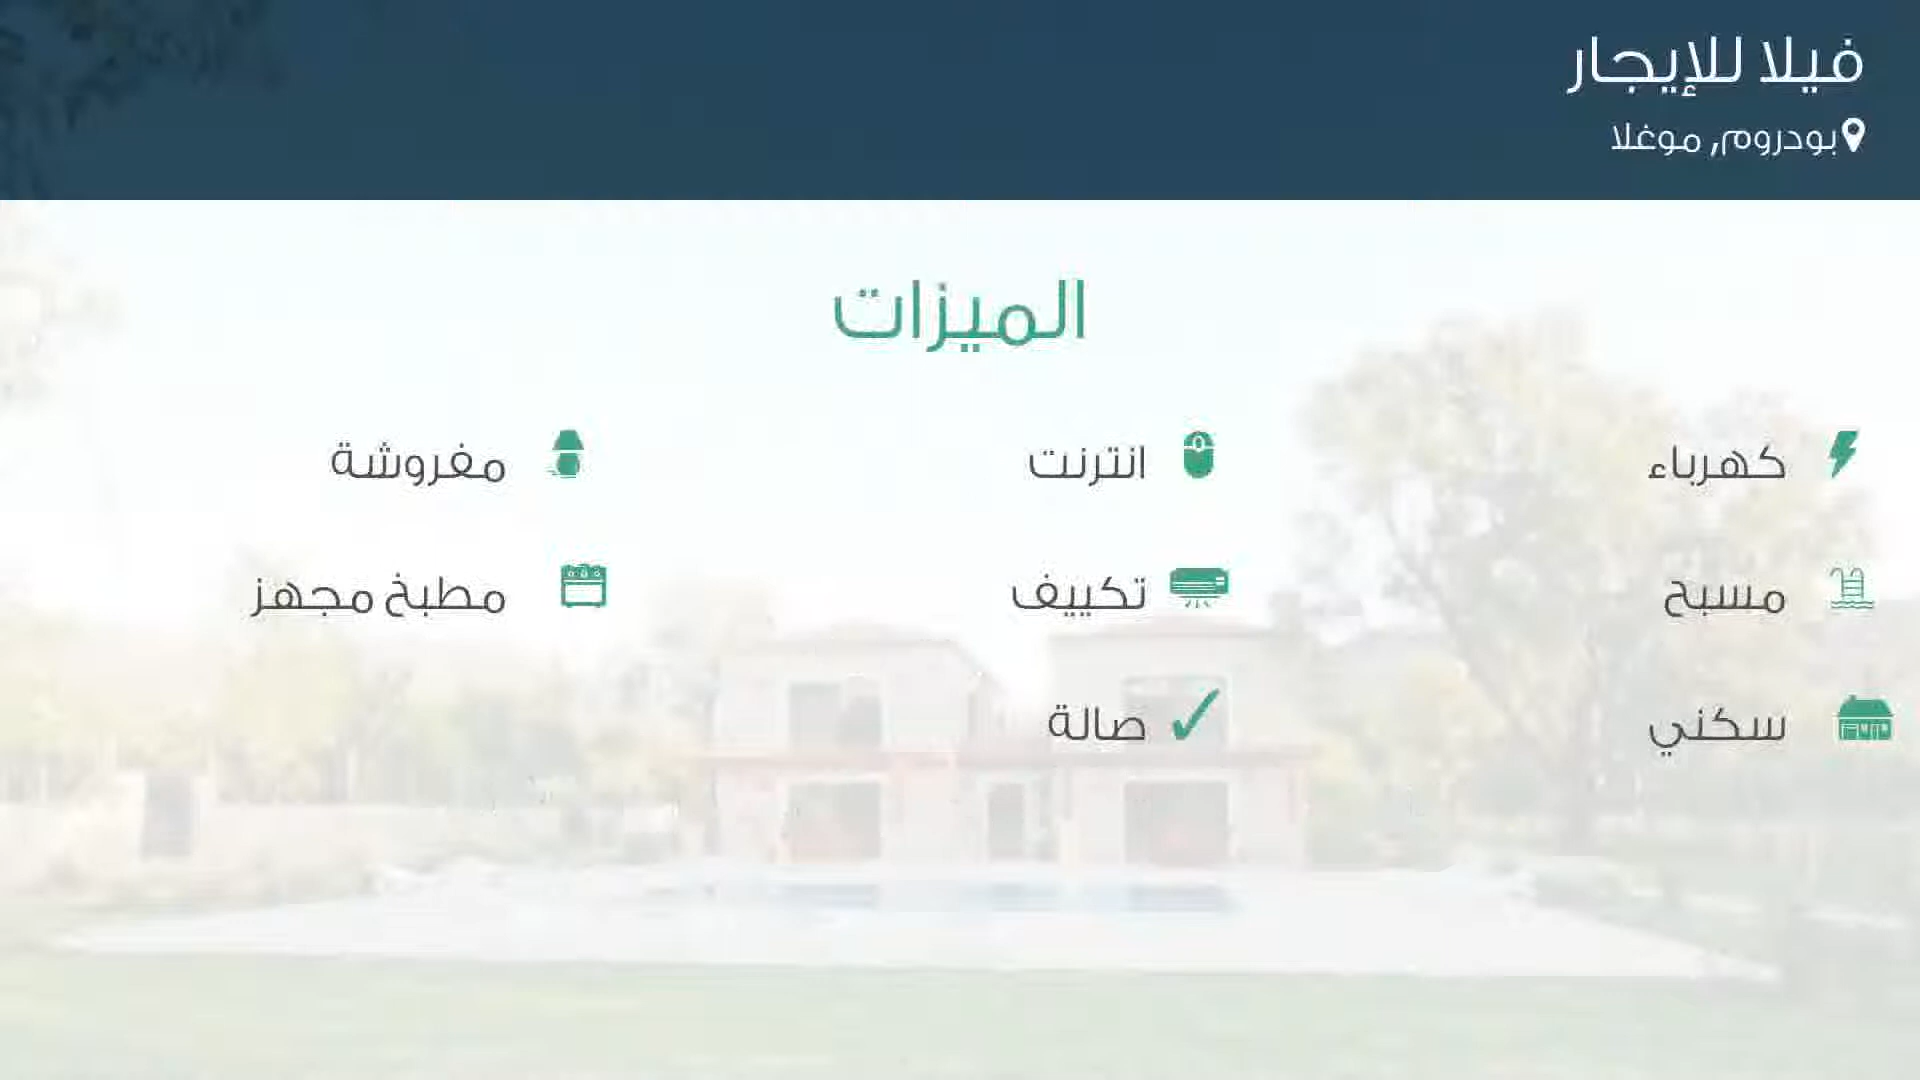 فيلا للإيجار
بودروم, موغلا
الميزات
كهرباء
انترنت
مفروشة
مسبح
تكييف
مطبخ مجهز
سكني
صالة